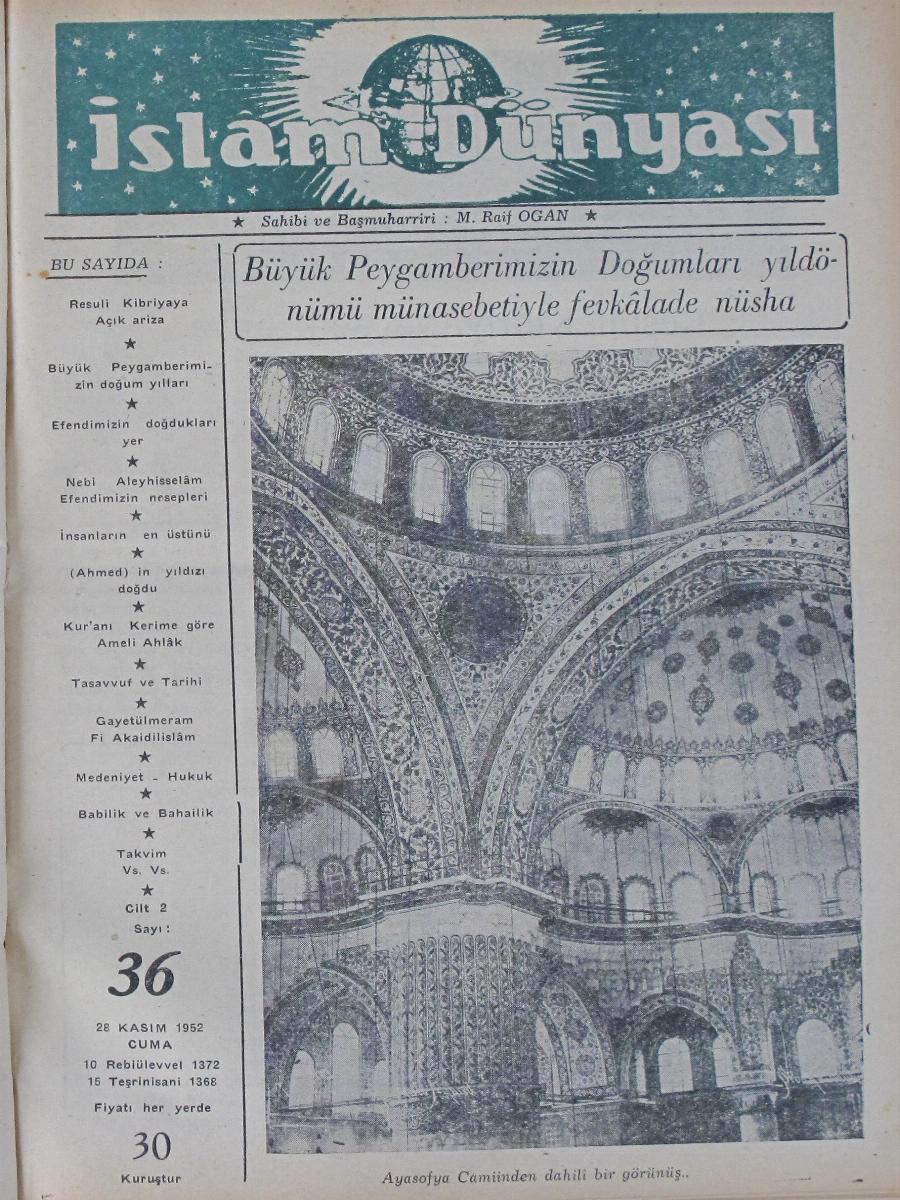 İslâm Dünyası
★ Sahibi ve Başmuharriri : M. Raif OGAN ★
BU SAYIDA :
Resuli Kibriyaya
Açık ariza
★
Büyük Peygamberimi-
zin doğum yılları
★
Efendimizin doğdukları
yer
★
Nebi Aleyhisselâm
Efendimizin nesepleri
★
İnsanların en üstünü
★
(Ahmed) in yıldızı
doğdu
★
Kur'anı Kerime göre
Ameli Ahlâk
★
Tasavvuf ve Tarihi
★
Gayetülmeram
Fi Akaidilislâm
★
Medeniyet - Hukuk
★
Babilik ve Bahailik
★
Takvim
Vs. Vs.
★
Cilt 2
Sayı :
36
28 KASIM 1952
CUMA
10 Rebiülevvel 1372
15 Teşrinisani 1368
Fiyatı her yerde
30
Kuruştur
Büyük Peygamberimizin Doğumları yıldö-
nümü münasebetiyle fevkâlade nüsha
Ayasofya Camiinden dahilî bir görünüş..